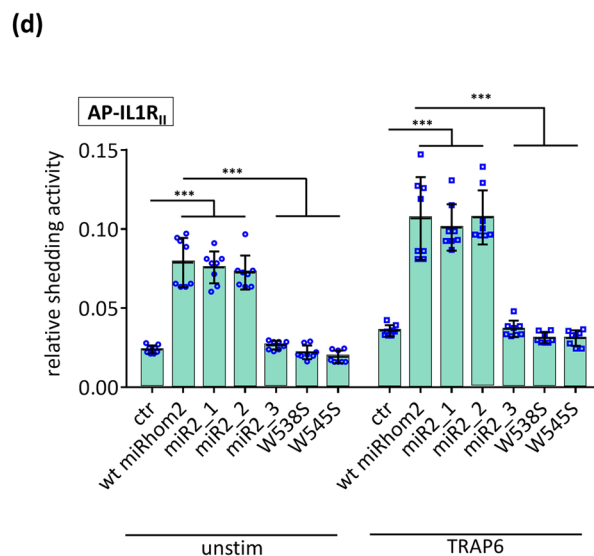 (d)
AP-IL1R_II
relative shedding activity
0.15
0.10
0.05
0.00
***
***
***
***
ctr
wt miRhom2
miR2_1
miR2_2
miR2_3
W538S
W545S
ctr
wt miRhom2
miR2_1
miR2_2
miR2_3
W538S
W545S
unstim
TRAP6